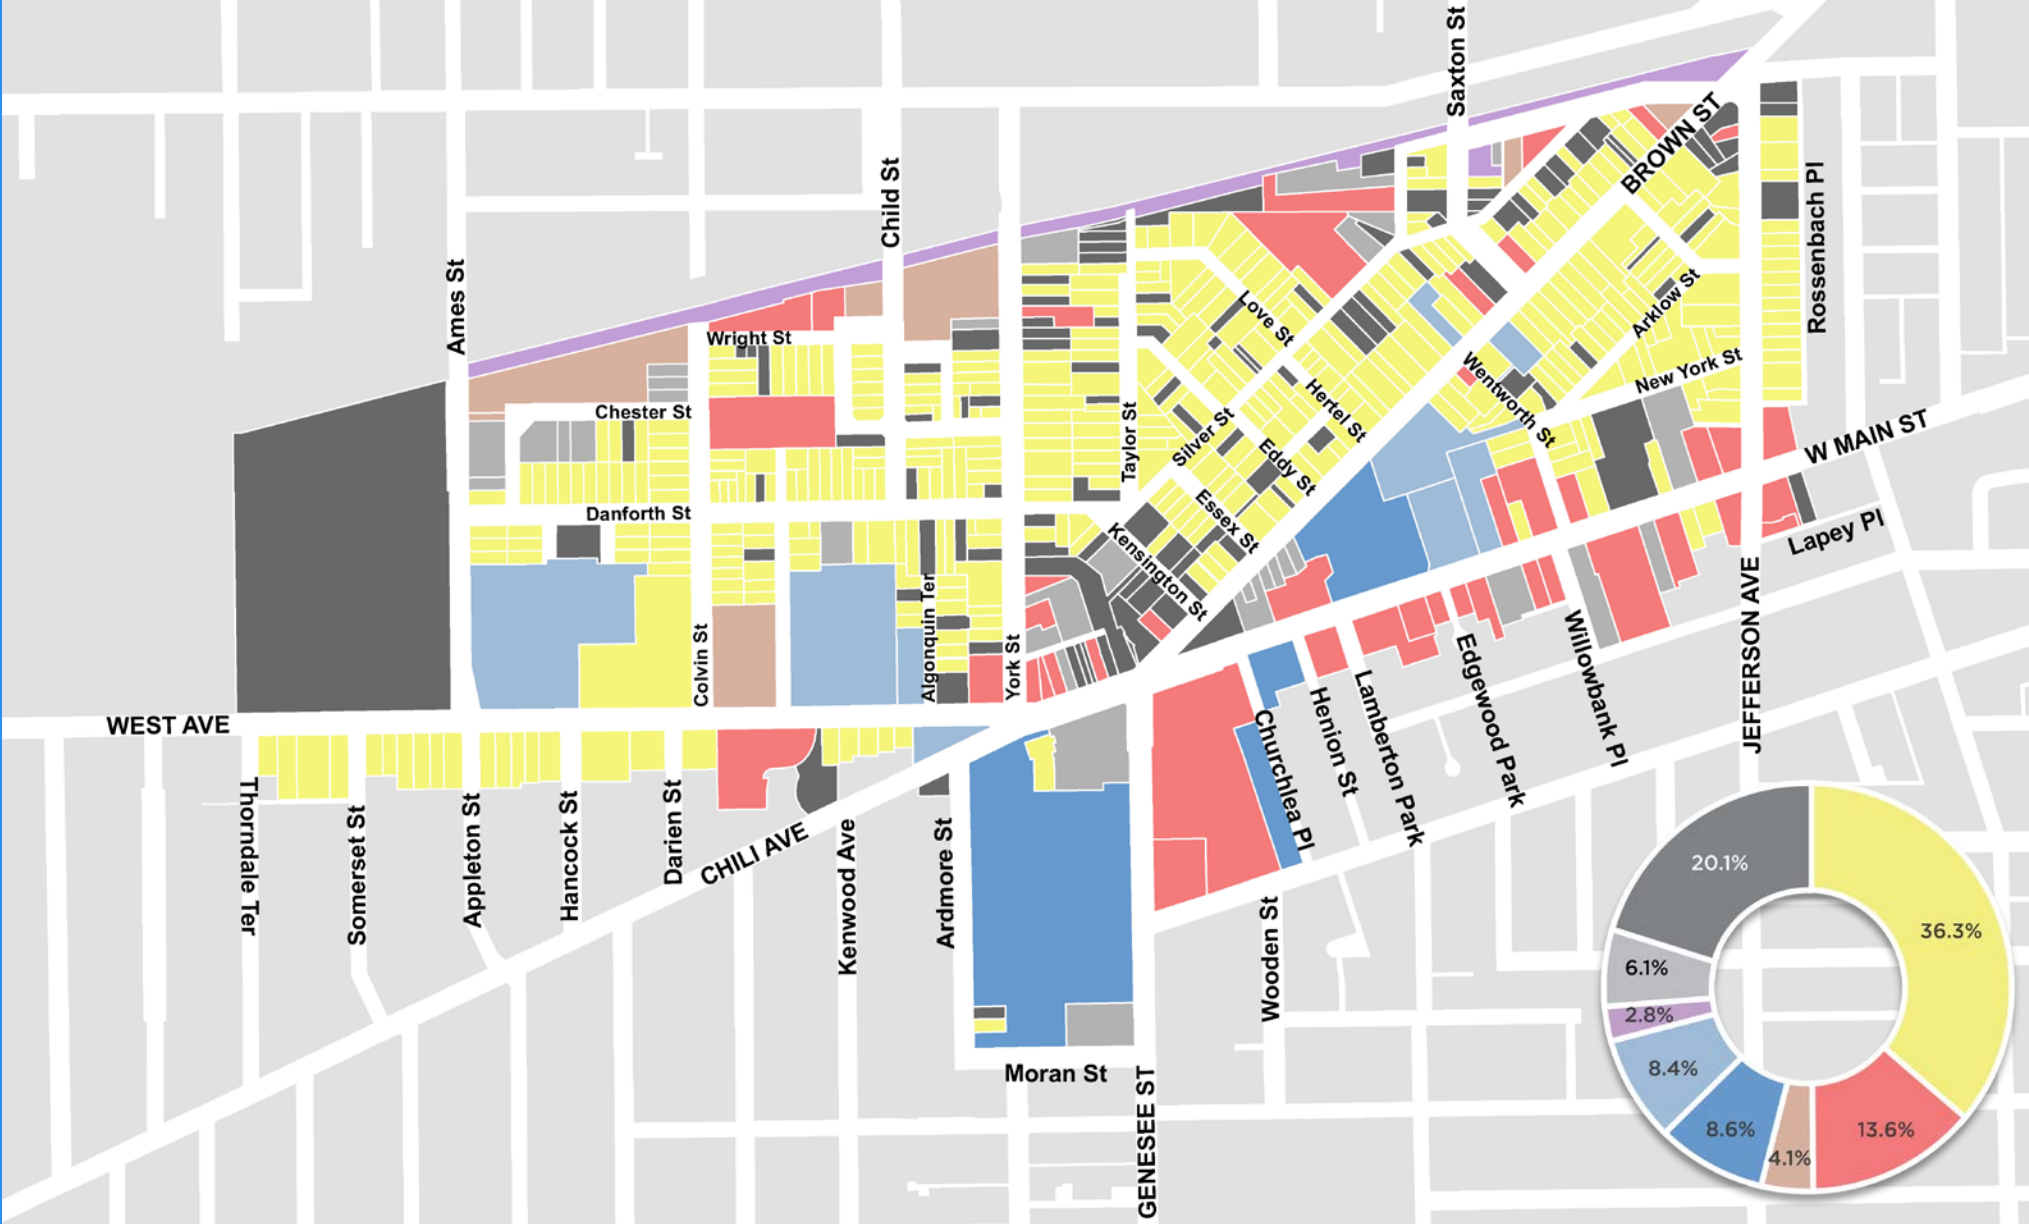 Saxton St
Child St
BROWN ST
Rosenbach Pl
Ames St
Love St
Arklow St
Wright St
New York St
Wentworth St
Hertel St
Chester St
Taylor St
Silver St
W MAIN ST
Eddy St
Danforth St
Essex St
Lapey Pl
Kensington St
Algonquin Ter
Colvin St
York St
Edgewood Park
Willowbank Pl
JEFFERSON AVE
WEST AVE
Henion St
Lamberton Park
Churchlea Pl
Thorndale Ter
Somerset St
Appleton St
Hancock St
Darien St
CHILI AVE
Kenwood Ave
Ardmore St
Wooden St
Moran St
GENESEE ST
20.1%
36.3%
6.1%
2.8%
8.4%
8.6%
4.1%
13.6%